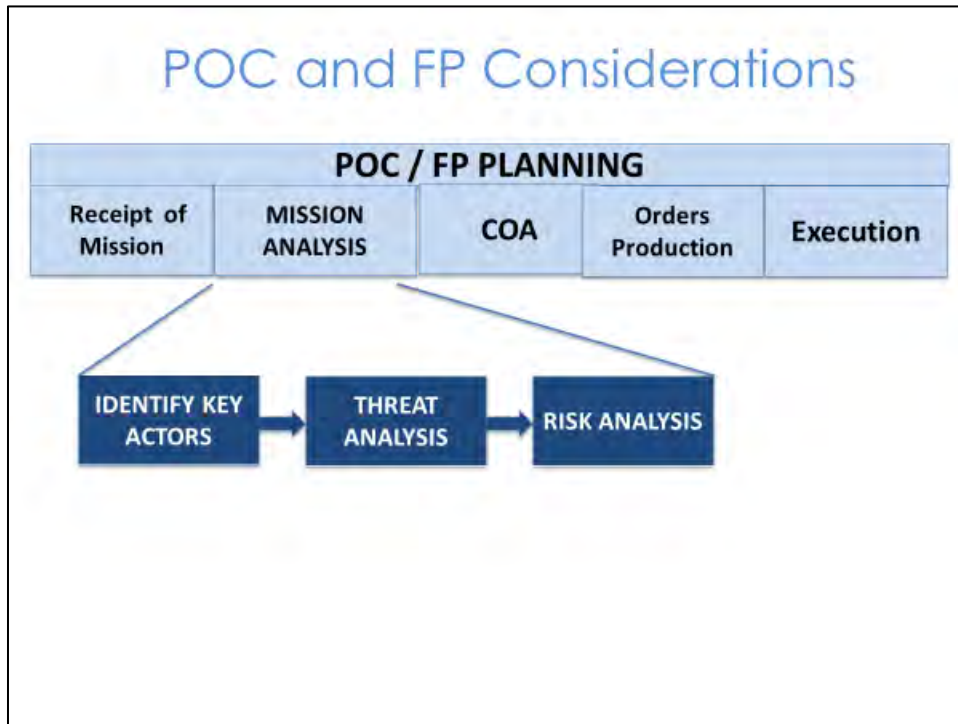 POC and FP Considerations
POC / FP PLANNING
Receipt of
Mission
MISSION
ANALYSIS
COA
Orders
Production
Execution
IDENTIFY KEY
ACTORS
THREAT
ANALYSIS
RISK ANALYSIS